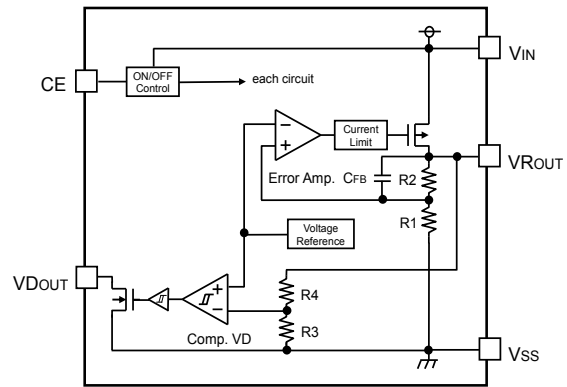 VIN
CE
ON/OFF
Control
each circuit
−
+
Current
Limit
VROUT
Error Amp.
CFB
R2
R1
Voltage
Reference
VDOUT
+
−
R4
R3
Comp. VD
VSS